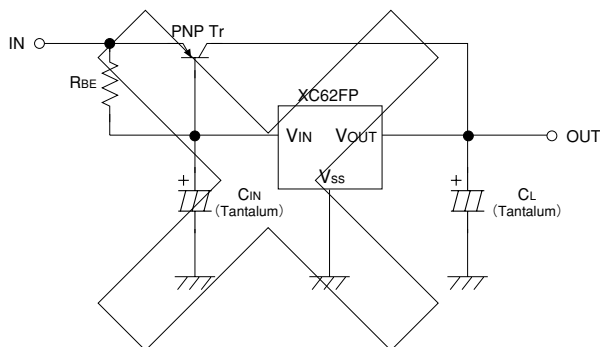 PNP Tr
IN
RBE
XC62FP
VIN
VOUT
OUT
Vss
+
CIN
(Tantalum)
+
CL
(Tantalum)